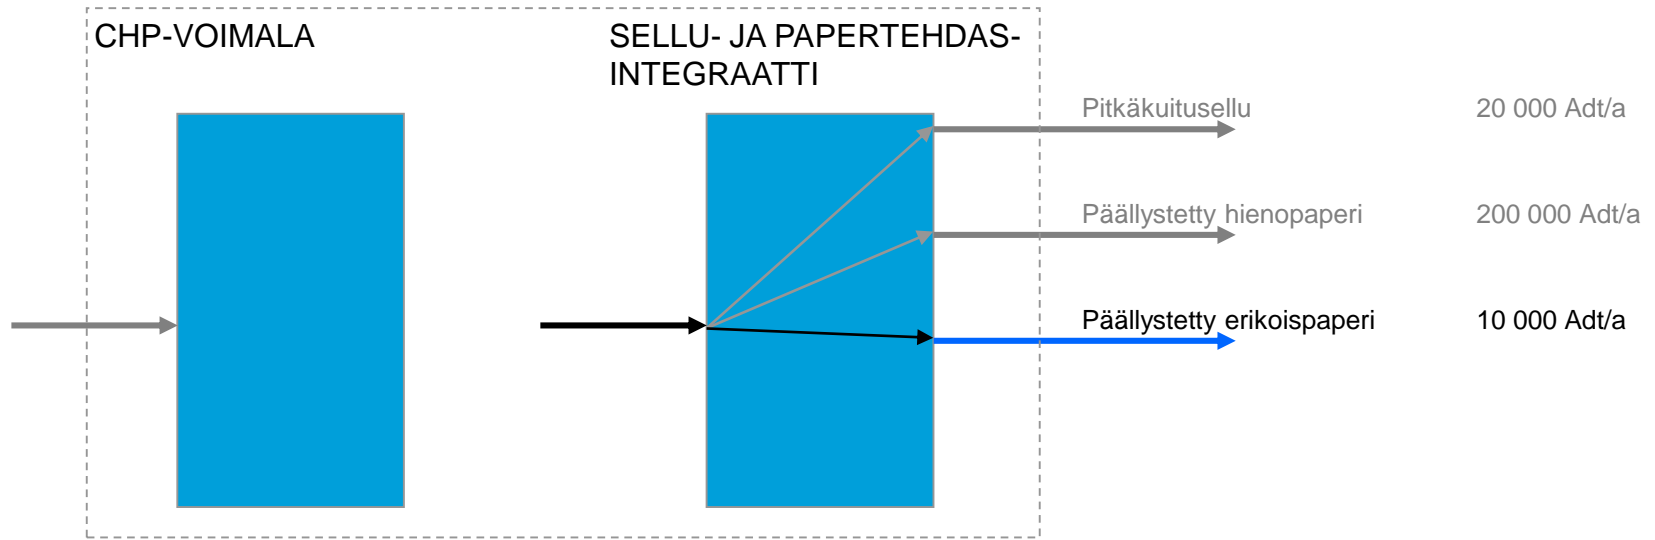 CHP-VOIMALA
SELLU- JA PAPERTEHDAS-
INTEGRAATTI
Pitkäkuitusellu 20 000 Adt/a
Päällystetty hienopaperi 200 000 Adt/a
Päällystetty erikoispaperi 10 000 Adt/a